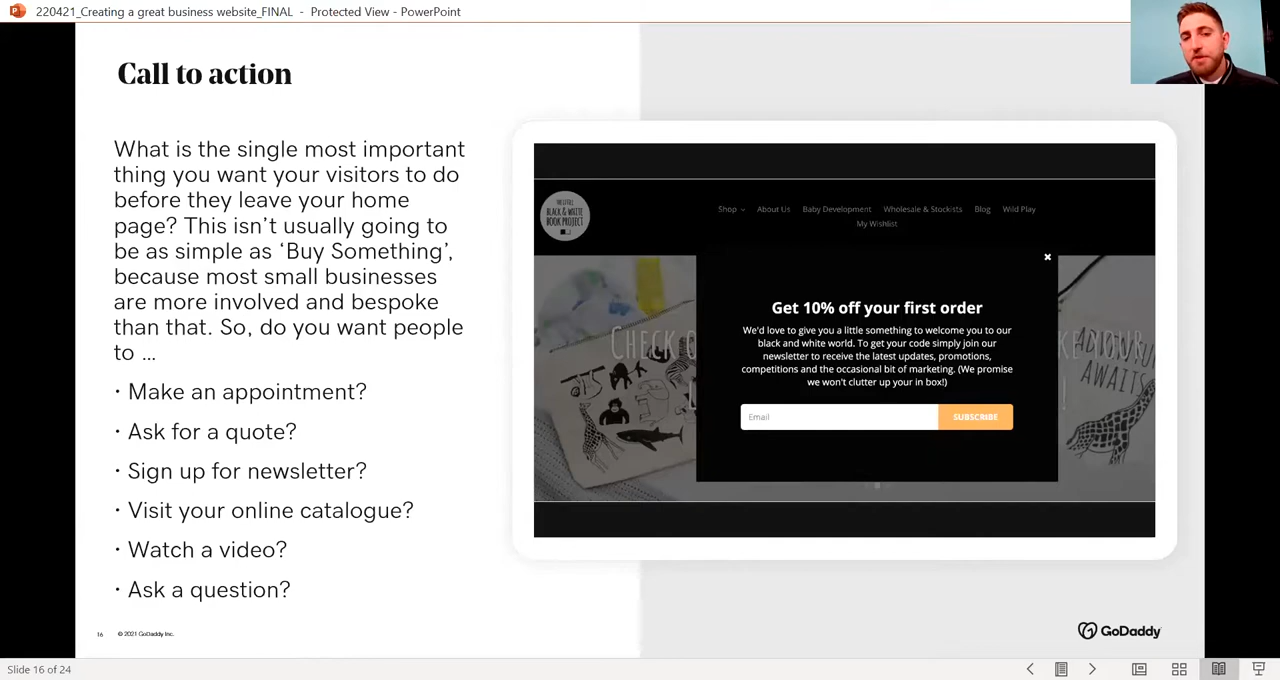 220421_Creating a great business website_FINAL - Protected View - PowerPoint
Call to action
What is the single most important
thing you want your visitors to do
before they leave your home
page? This isn’t usually going to
be as simple as ‘Buy Something’,
because most small businesses
are more involved and bespoke
than that. So, do you want people
to ...
· Make an appointment?
· Ask for a quote?
· Sign up for newsletter?
· Visit your online catalogue?
· Watch a video?
· Ask a question?
BLACK & WHITE
BOOK PROJECT
Shop About Us Baby Development Wholesale & Stockists Blog Wild Play
My Wishlist
Get 10% off your first order
We'd love to give you a little something to welcome you to our
black and white world. To get your code simply join our
newsletter to receive the latest updates, promotions,
competitions and the occasional bit of marketing. (We promise
we won't clutter up your in box!)
Email SUBSCRIBE
CHECK
AWAITS
16 © 2021 GoDaddy Inc.
GoDaddy
Slide 16 of 24